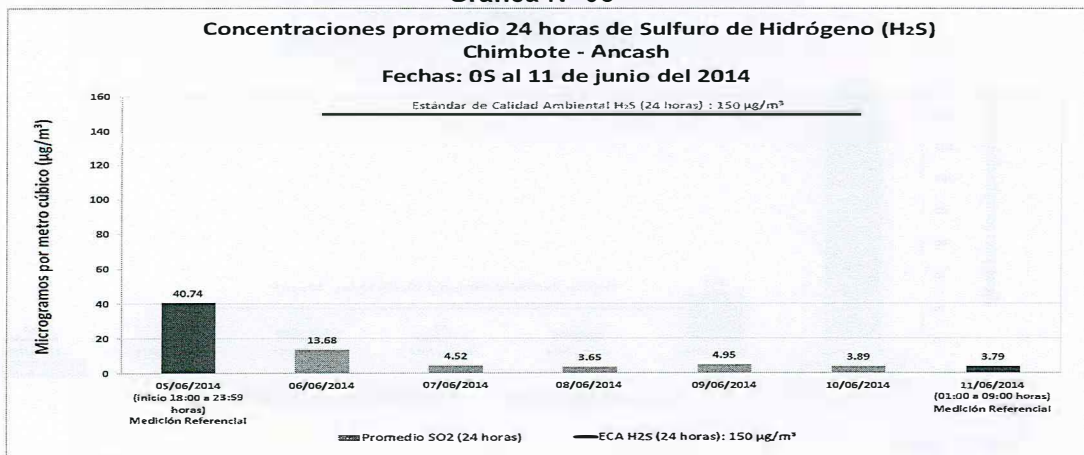 Concentraciones promedio 24 horas de Sulfuro de Hidrógeno (H₂S)
Chimbote - Ancash
Fechas: 0S al 11 de junio del 2014
Microgramos por metro cúbico (µg/m³)
160
140
120
100
80
60
40
20
0
Estándar de Calidad Ambiental H₂S (24 horas) : 150 µg/m³
40.74
13.68
4.52
3.65
4.95
3.89
3.79
05/06/2014
(inicio 18:00 a 23:59
horas)
Medición Referencial
06/06/2014
07/06/2014
08/06/2014
09/06/2014
10/06/2014
11/06/2014
(01:00 a 09:00 horas)
Medición Referencial
Promedio SO2 (24 horas)
ECA H2S (24 horas): 150 µg/m³